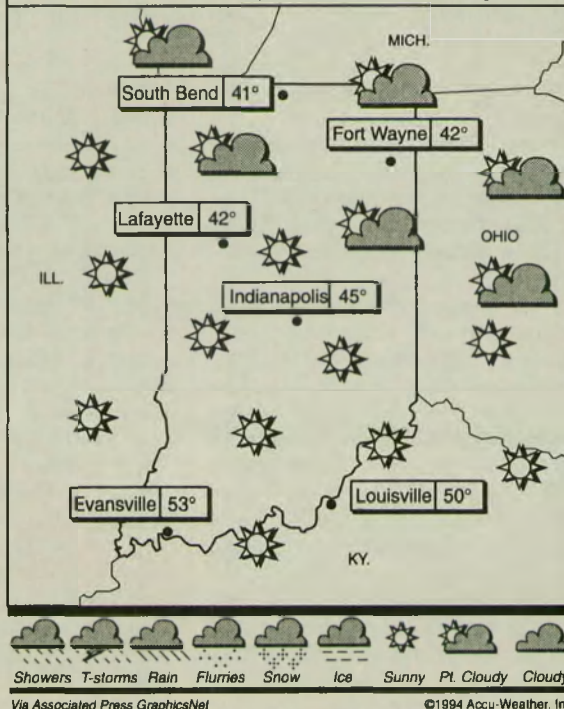 MICH.
South Bend 41°
Fort Wayne 42°
Lafayette 42°
OHIO
ILL.
Indianapolis 45°
Evansville 53°
Louisville 50°
KY.
Showers T-storms Rain Flurries Snow Ice Sunny Pt. Cloudy Cloudy
Via Associated Press GraphicsNet ©1994 Accu-Weather, In